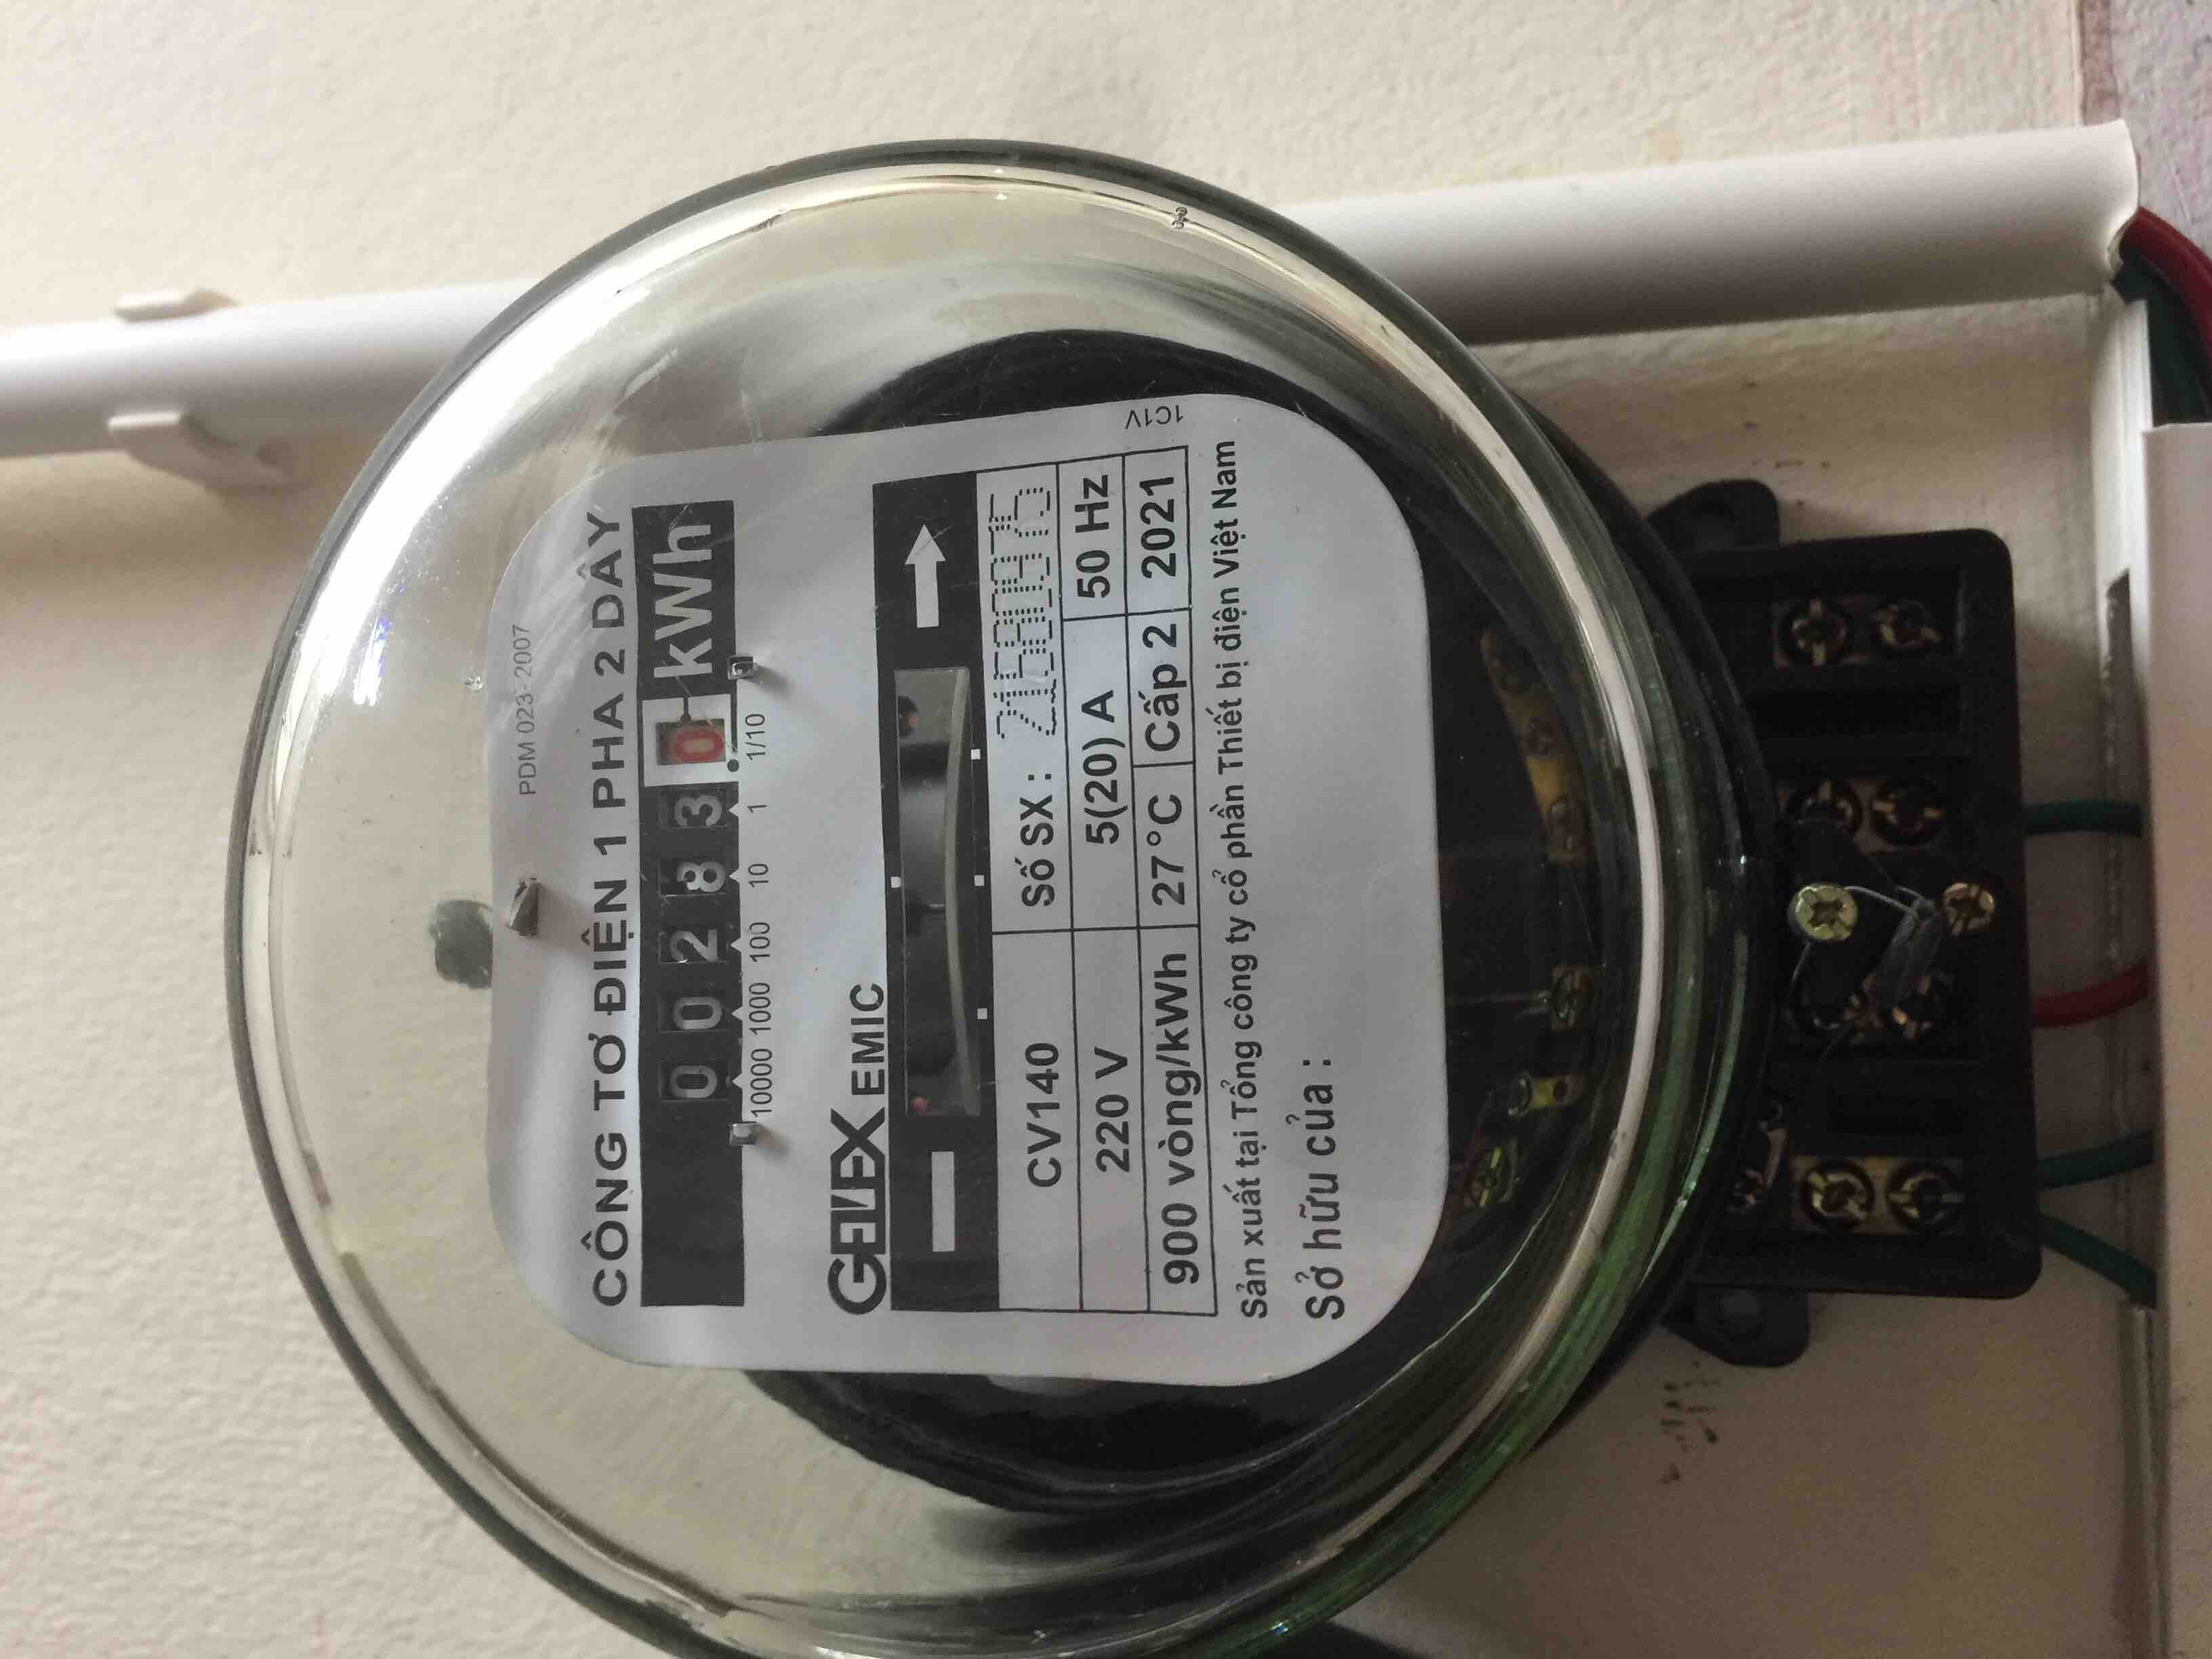 PDM 023-2007
CÔNG TƠ ĐIỆN 1 PHA 2 DÂY
0 0 2 8 3 0 kWh
10000 1000 100 10 1 1/10
GELEX EMIC
CV140 Số SX :
220 V 5(20) A 50 Hz
900 vòng/kWh 27°C Cấp 2 2021
1C1V
Sản xuất tại Tổng công ty cổ phần Thiết bị điện Việt Nam
Sở hữu của :